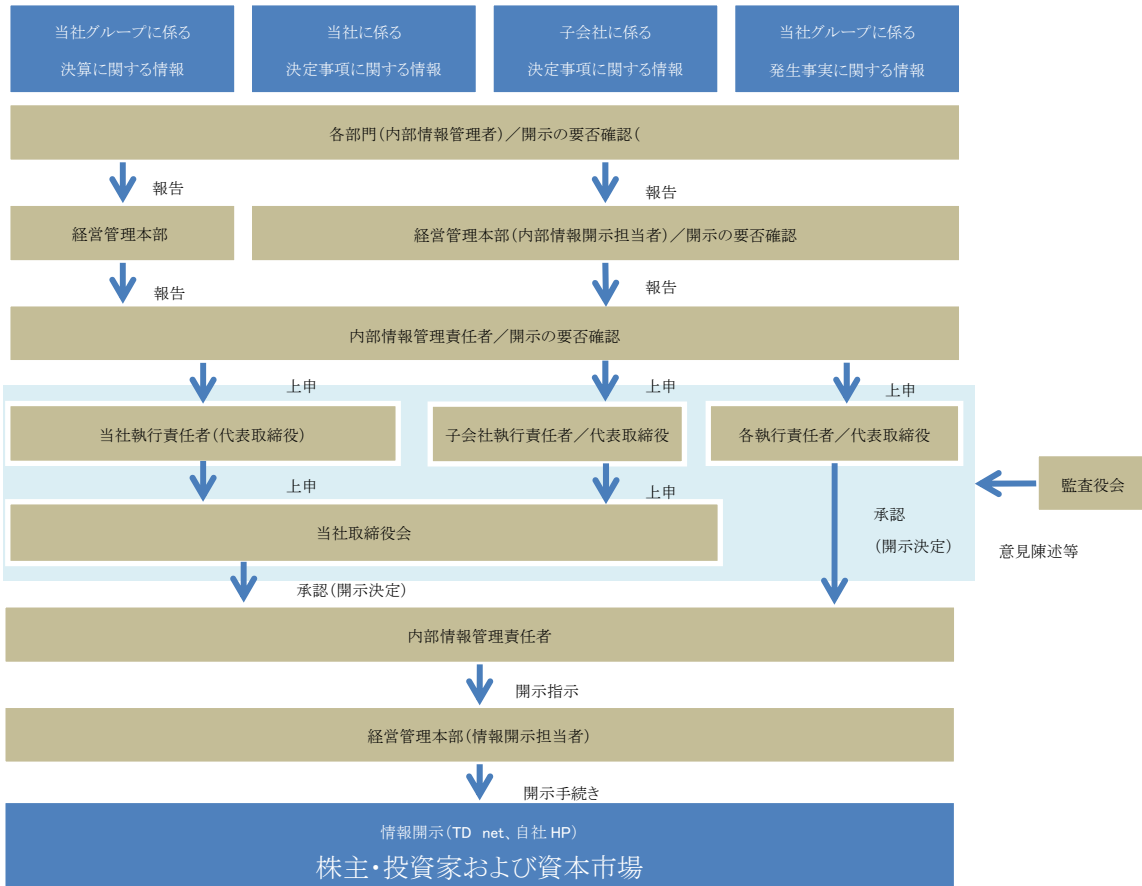 当社グループに係る
決算に関する情報
当社に係る
決定事項に関する情報
子会社に係る
決定事項に関する情報
当社グループに係る
発生事実に関する情報
各部門(内部情報管理者)/開示の要否確認(
報告
報告
経営管理本部
経営管理本部(内部情報開示担当者)/開示の要否確認
報告
報告
内部情報管理責任者/開示の要否確認
上申
上申
上申
当社執行責任者(代表取締役)
子会社執行責任者/代表取締役
各執行責任者/代表取締役
上申
上申
監査役会
当社取締役会
承認
(開示決定)
意見陳述等
承認(開示決定)
内部情報管理責任者
開示指示
経営管理本部(情報開示担当者)
開示手続き
情報開示(TD net、自社HP)
株主・投資家および資本市場